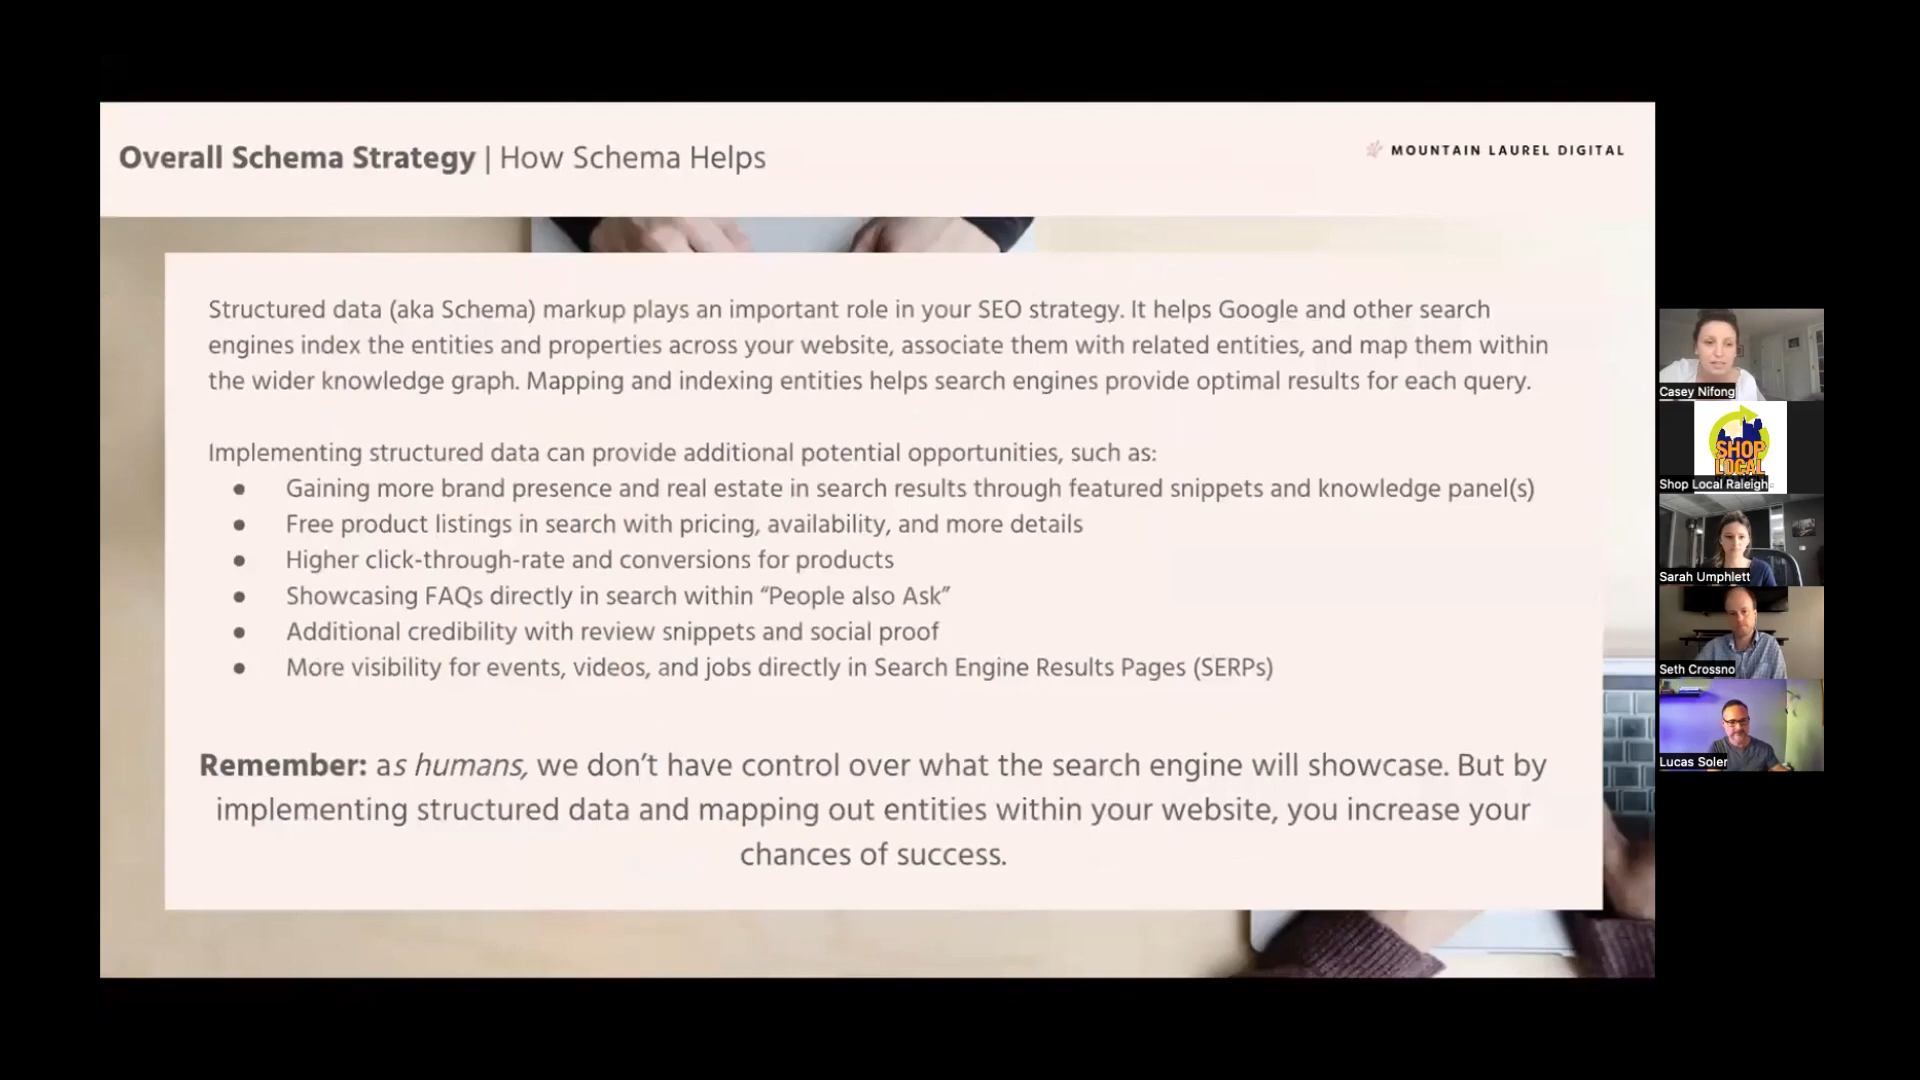 Overall Schema Strategy | How Schema Helps
MOUNTAIN LAUREL DIGITAL
Structured data (aka Schema) markup plays an important role in your SEO strategy. It helps Google and other search
engines index the entities and properties across your website, associate them with related entities, and map them within
the wider knowledge graph. Mapping and indexing entities helps search engines provide optimal results for each query.
Implementing structured data can provide additional potential opportunities, such as:
● Gaining more brand presence and real estate in search results through featured snippets and knowledge panel(s)
● Free product listings in search with pricing, availability, and more details
● Higher click-through-rate and conversions for products
● Showcasing FAQs directly in search within “People also Ask”
● Additional credibility with review snippets and social proof
● More visibility for events, videos, and jobs directly in Search Engine Results Pages (SERPs)
Remember: as humans, we don’t have control over what the search engine will showcase. But by
implementing structured data and mapping out entities within your website, you increase your
chances of success.
Casey Nifong
SHOP
LOCAL
Shop Local Raleigh
Sarah Umphlett
Seth Crossno
Lucas Soler